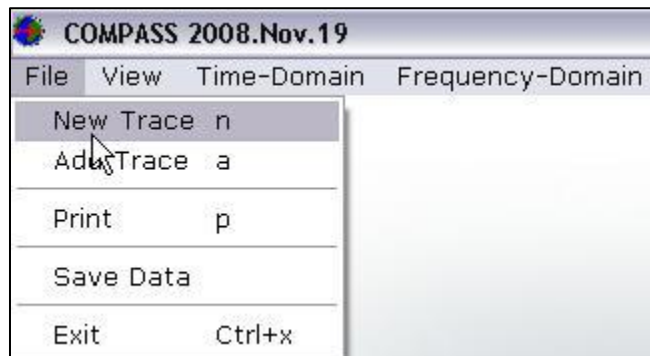 COMPASS 2008.Nov.19
File View Time-Domain Frequency-Domain
New Trace n
Add Trace a
Print p
Save Data
Exit Ctrl+x